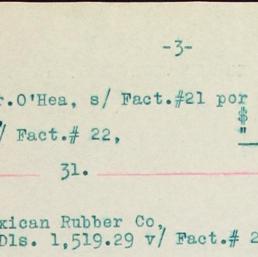 -3-
r.O'Hea, s/ Fact.#21 por
$
/ Fact.# 22, "
31.
xican Rubber Co,
Dls. 1,519.29 v/ Fact.# 2